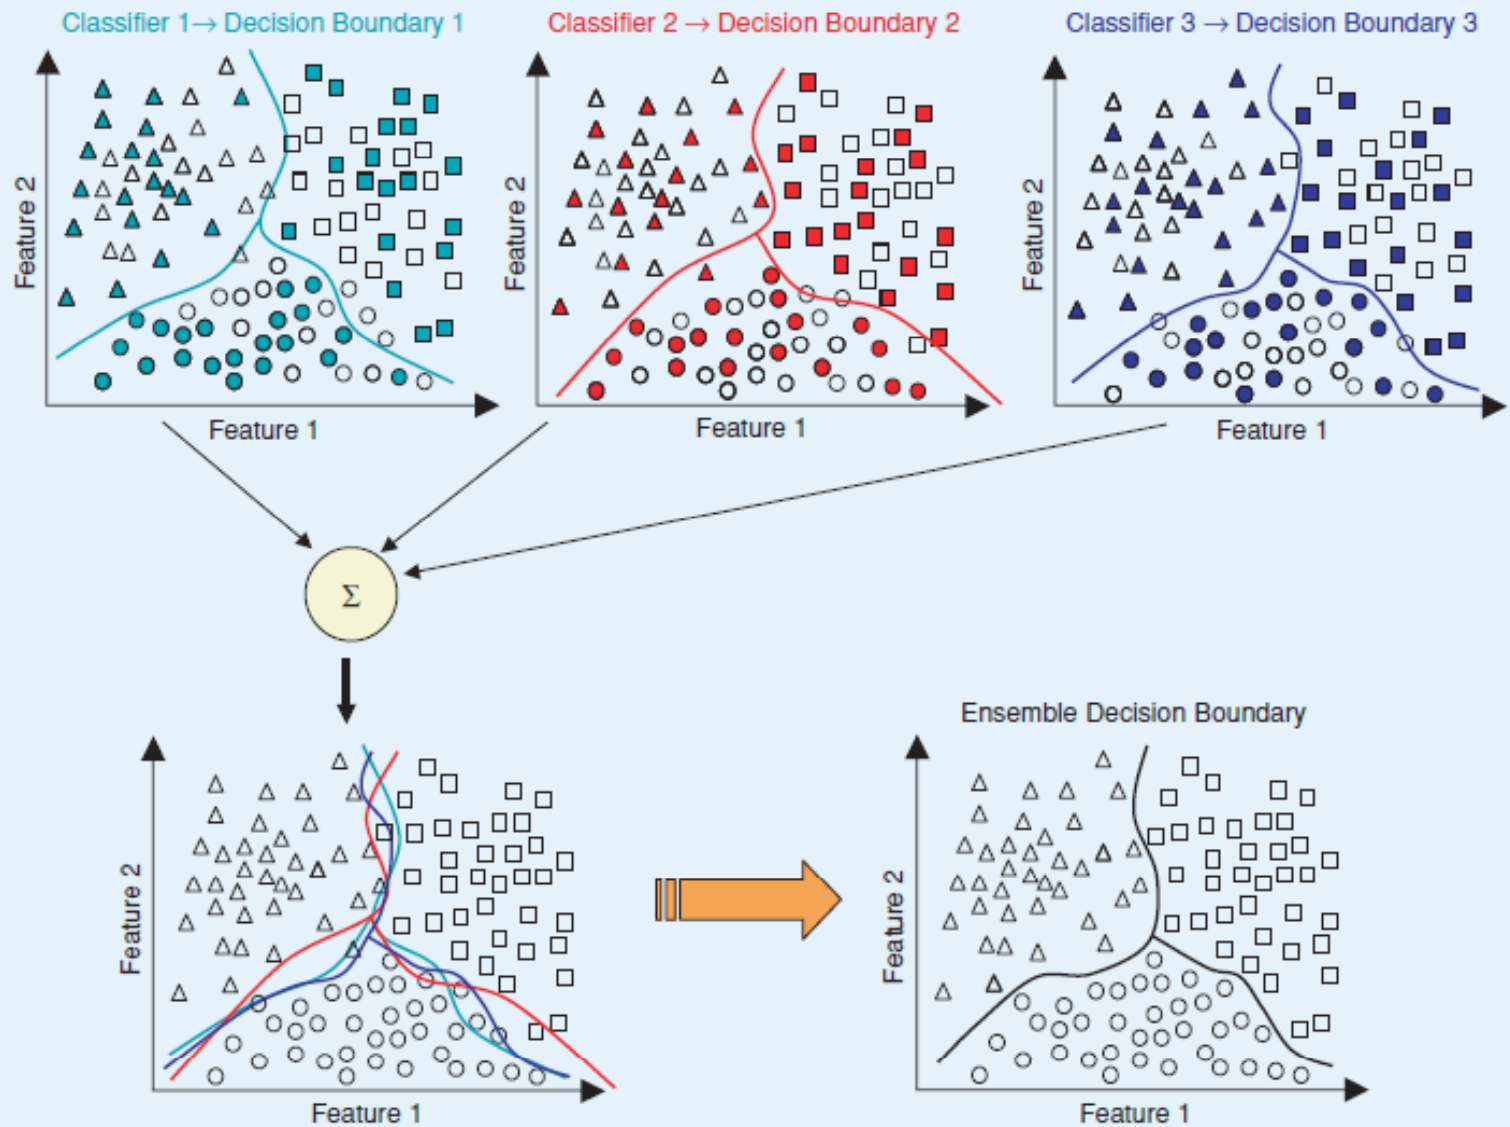 Classifier 1→ Decision Boundary 1
Classifier 2 → Decision Boundary 2
Classifier 3 → Decision Boundary 3
Feature 2
Feature 1
Feature 2
Feature 1
Feature 2
Feature 1
Σ
Feature 2
Feature 1
Ensemble Decision Boundary
Feature 2
Feature 1